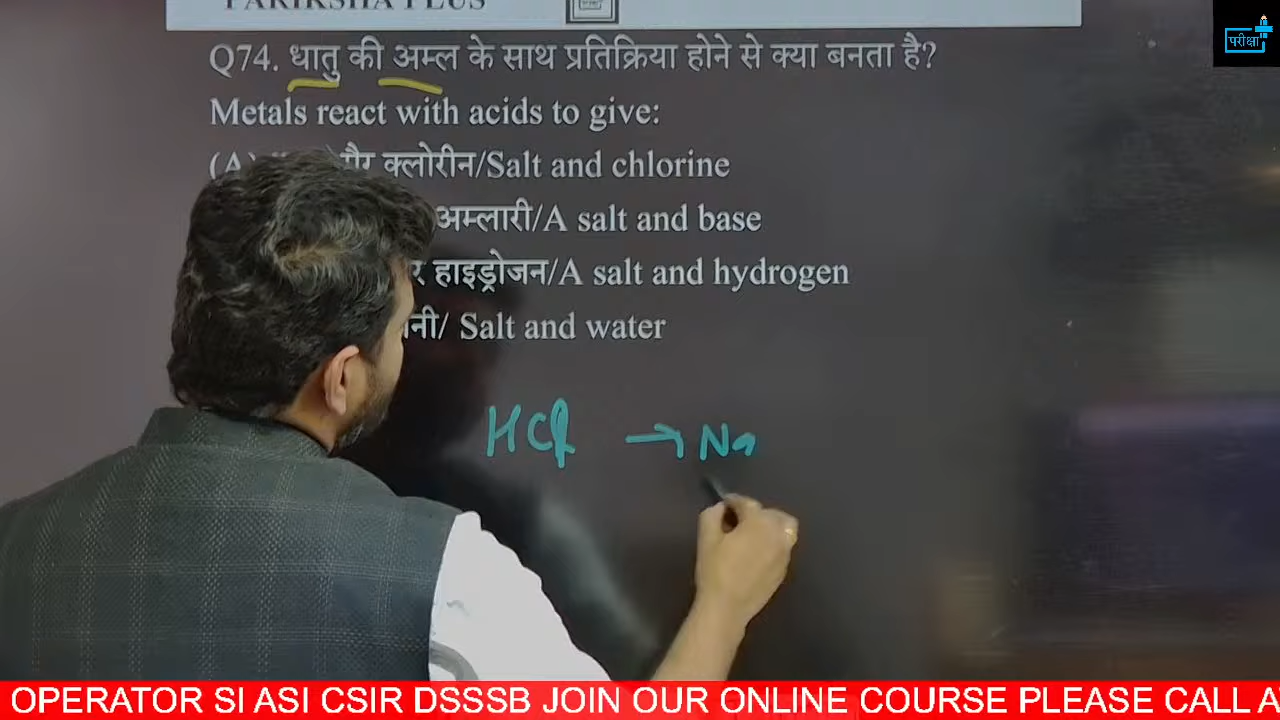 PARIKSHA PLUS
परीक्षा
Q74. धातु की अम्ल के साथ प्रतिक्रिया होने से क्या बनता है?
Metals react with acids to give:
(A) और क्लोरीन/Salt and chlorine
अम्लारी/A salt and base
हाइड्रोजन/A salt and hydrogen
Salt and water
HCl → Na
OPERATOR SI ASI CSIR DSSSB JOIN OUR ONLINE COURSE PLEASE CALL A